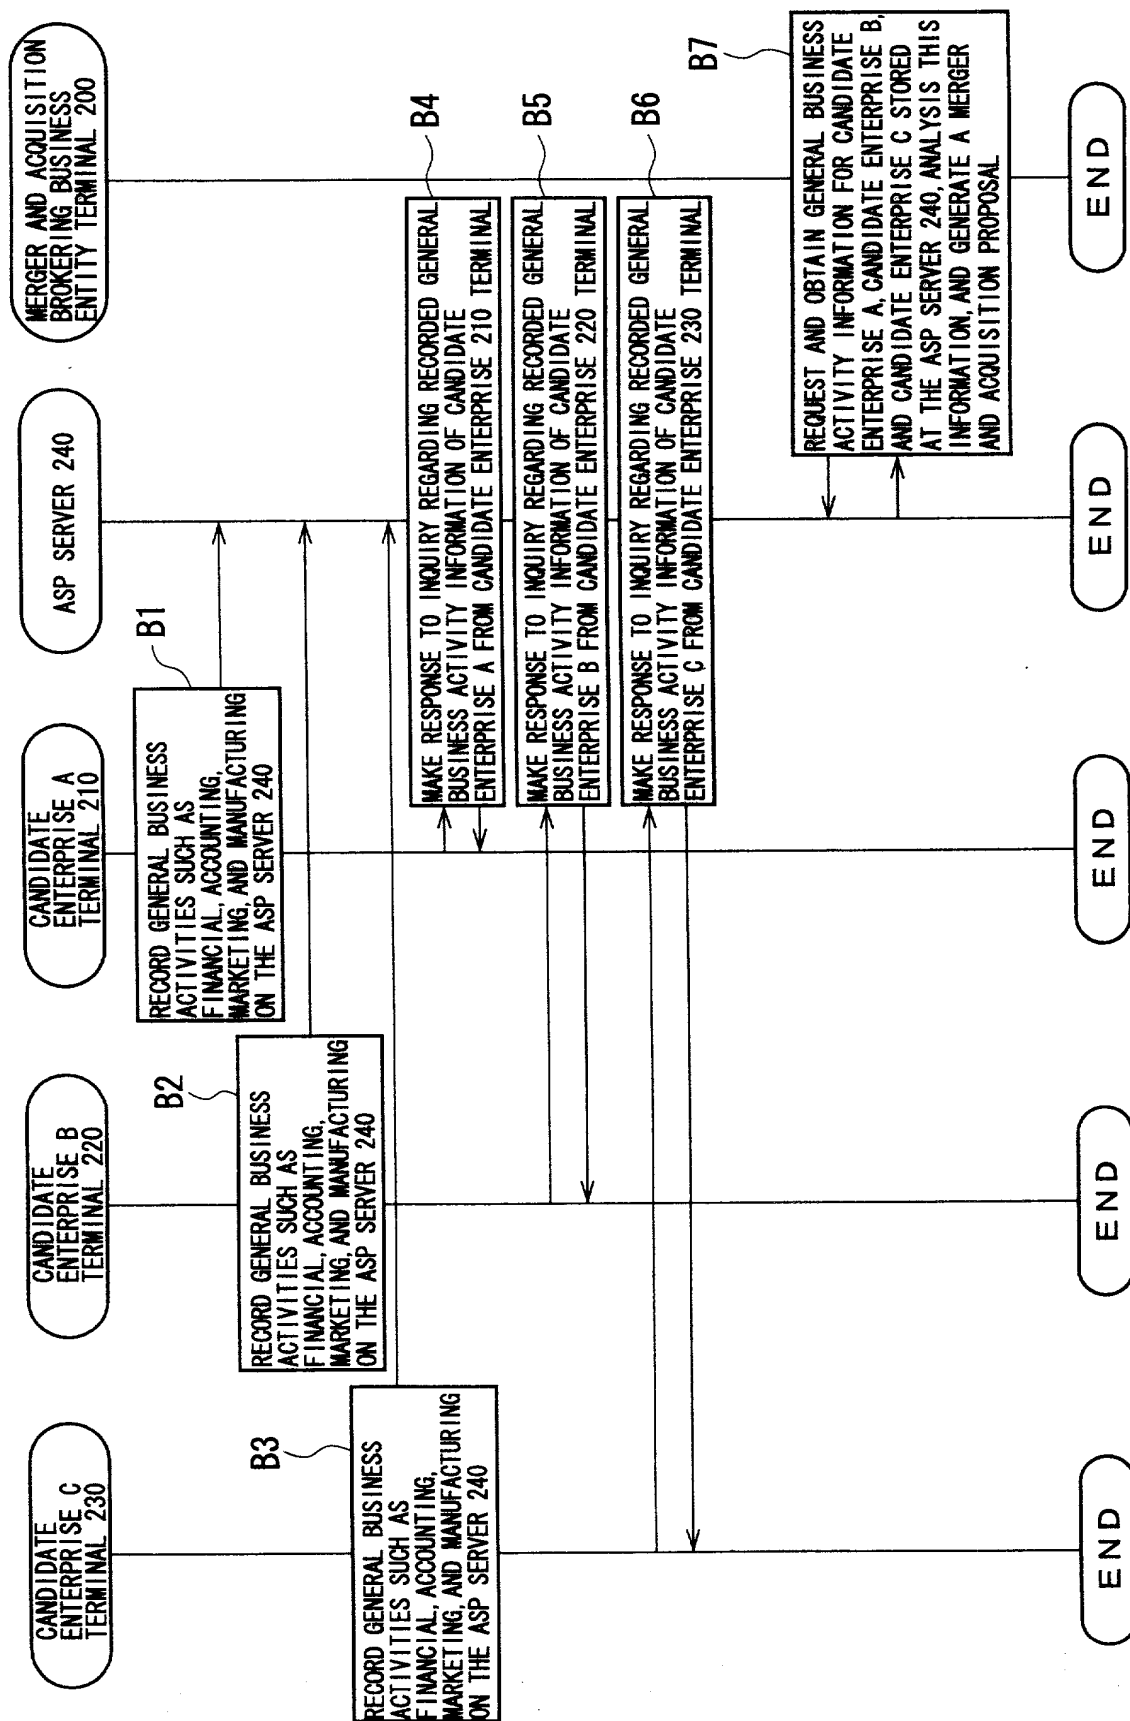 CANDIDATE
ENTERPRISE C
TERMINAL 230
CANDIDATE
ENTERPRISE B
TERMINAL 220
CANDIDATE
ENTERPRISE A
TERMINAL 210
ASP SERVER 240
MERGER AND ACQUISITION
BROKERING BUSINESS
ENTITY TERMINAL 200
B1
RECORD GENERAL BUSINESS
ACTIVITIES SUCH AS
FINANCIAL, ACCOUNTING,
MARKETING, AND MANUFACTURING
ON THE ASP SERVER 240
B2
RECORD GENERAL BUSINESS
ACTIVITIES SUCH AS
FINANCIAL, ACCOUNTING,
MARKETING, AND MANUFACTURING
ON THE ASP SERVER 240
B3
RECORD GENERAL BUSINESS
ACTIVITIES SUCH AS
FINANCIAL, ACCOUNTING,
MARKETING, AND MANUFACTURING
ON THE ASP SERVER 240
B4
MAKE RESPONSE TO INQUIRY REGARDING RECORDED GENERAL
BUSINESS ACTIVITY INFORMATION OF CANDIDATE
ENTERPRISE A FROM CANDIDATE ENTERPRISE 210 TERMINAL
B5
MAKE RESPONSE TO INQUIRY REGARDING RECORDED GENERAL
BUSINESS ACTIVITY INFORMATION OF CANDIDATE
ENTERPRISE B FROM CANDIDATE ENTERPRISE 220 TERMINAL
B6
MAKE RESPONSE TO INQUIRY REGARDING RECORDED GENERAL
BUSINESS ACTIVITY INFORMATION OF CANDIDATE
ENTERPRISE C FROM CANDIDATE ENTERPRISE 230 TERMINAL
B7
REQUEST AND OBTAIN GENERAL BUSINESS
ACTIVITY INFORMATION FOR CANDIDATE
ENTERPRISE A, CANDIDATE ENTERPRISE B,
AND CANDIDATE ENTERPRISE C STORED
AT THE ASP SERVER 240, ANALYSIS THIS
INFORMATION, AND GENERATE A MERGER
AND ACQUISITION PROPOSAL
END
END
END
END
END